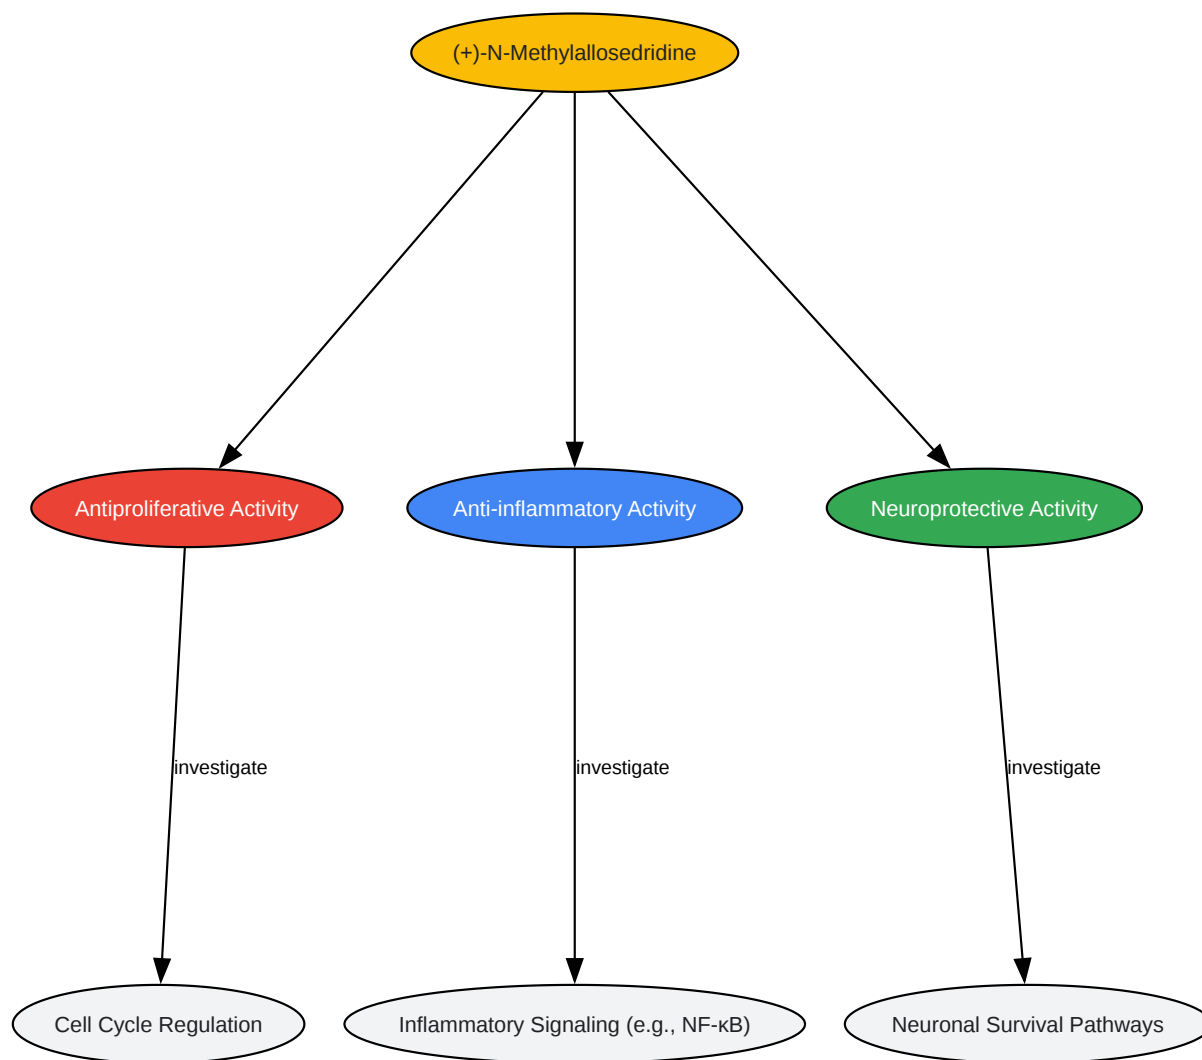 (+)-N-Methylallosedridine
Antiproliferative Activity
Anti-inflammatory Activity
Neuroprotective Activity
investigate
investigate
investigate
Cell Cycle Regulation
Inflammatory Signaling (e.g., NF-κB)
Neuronal Survival Pathways